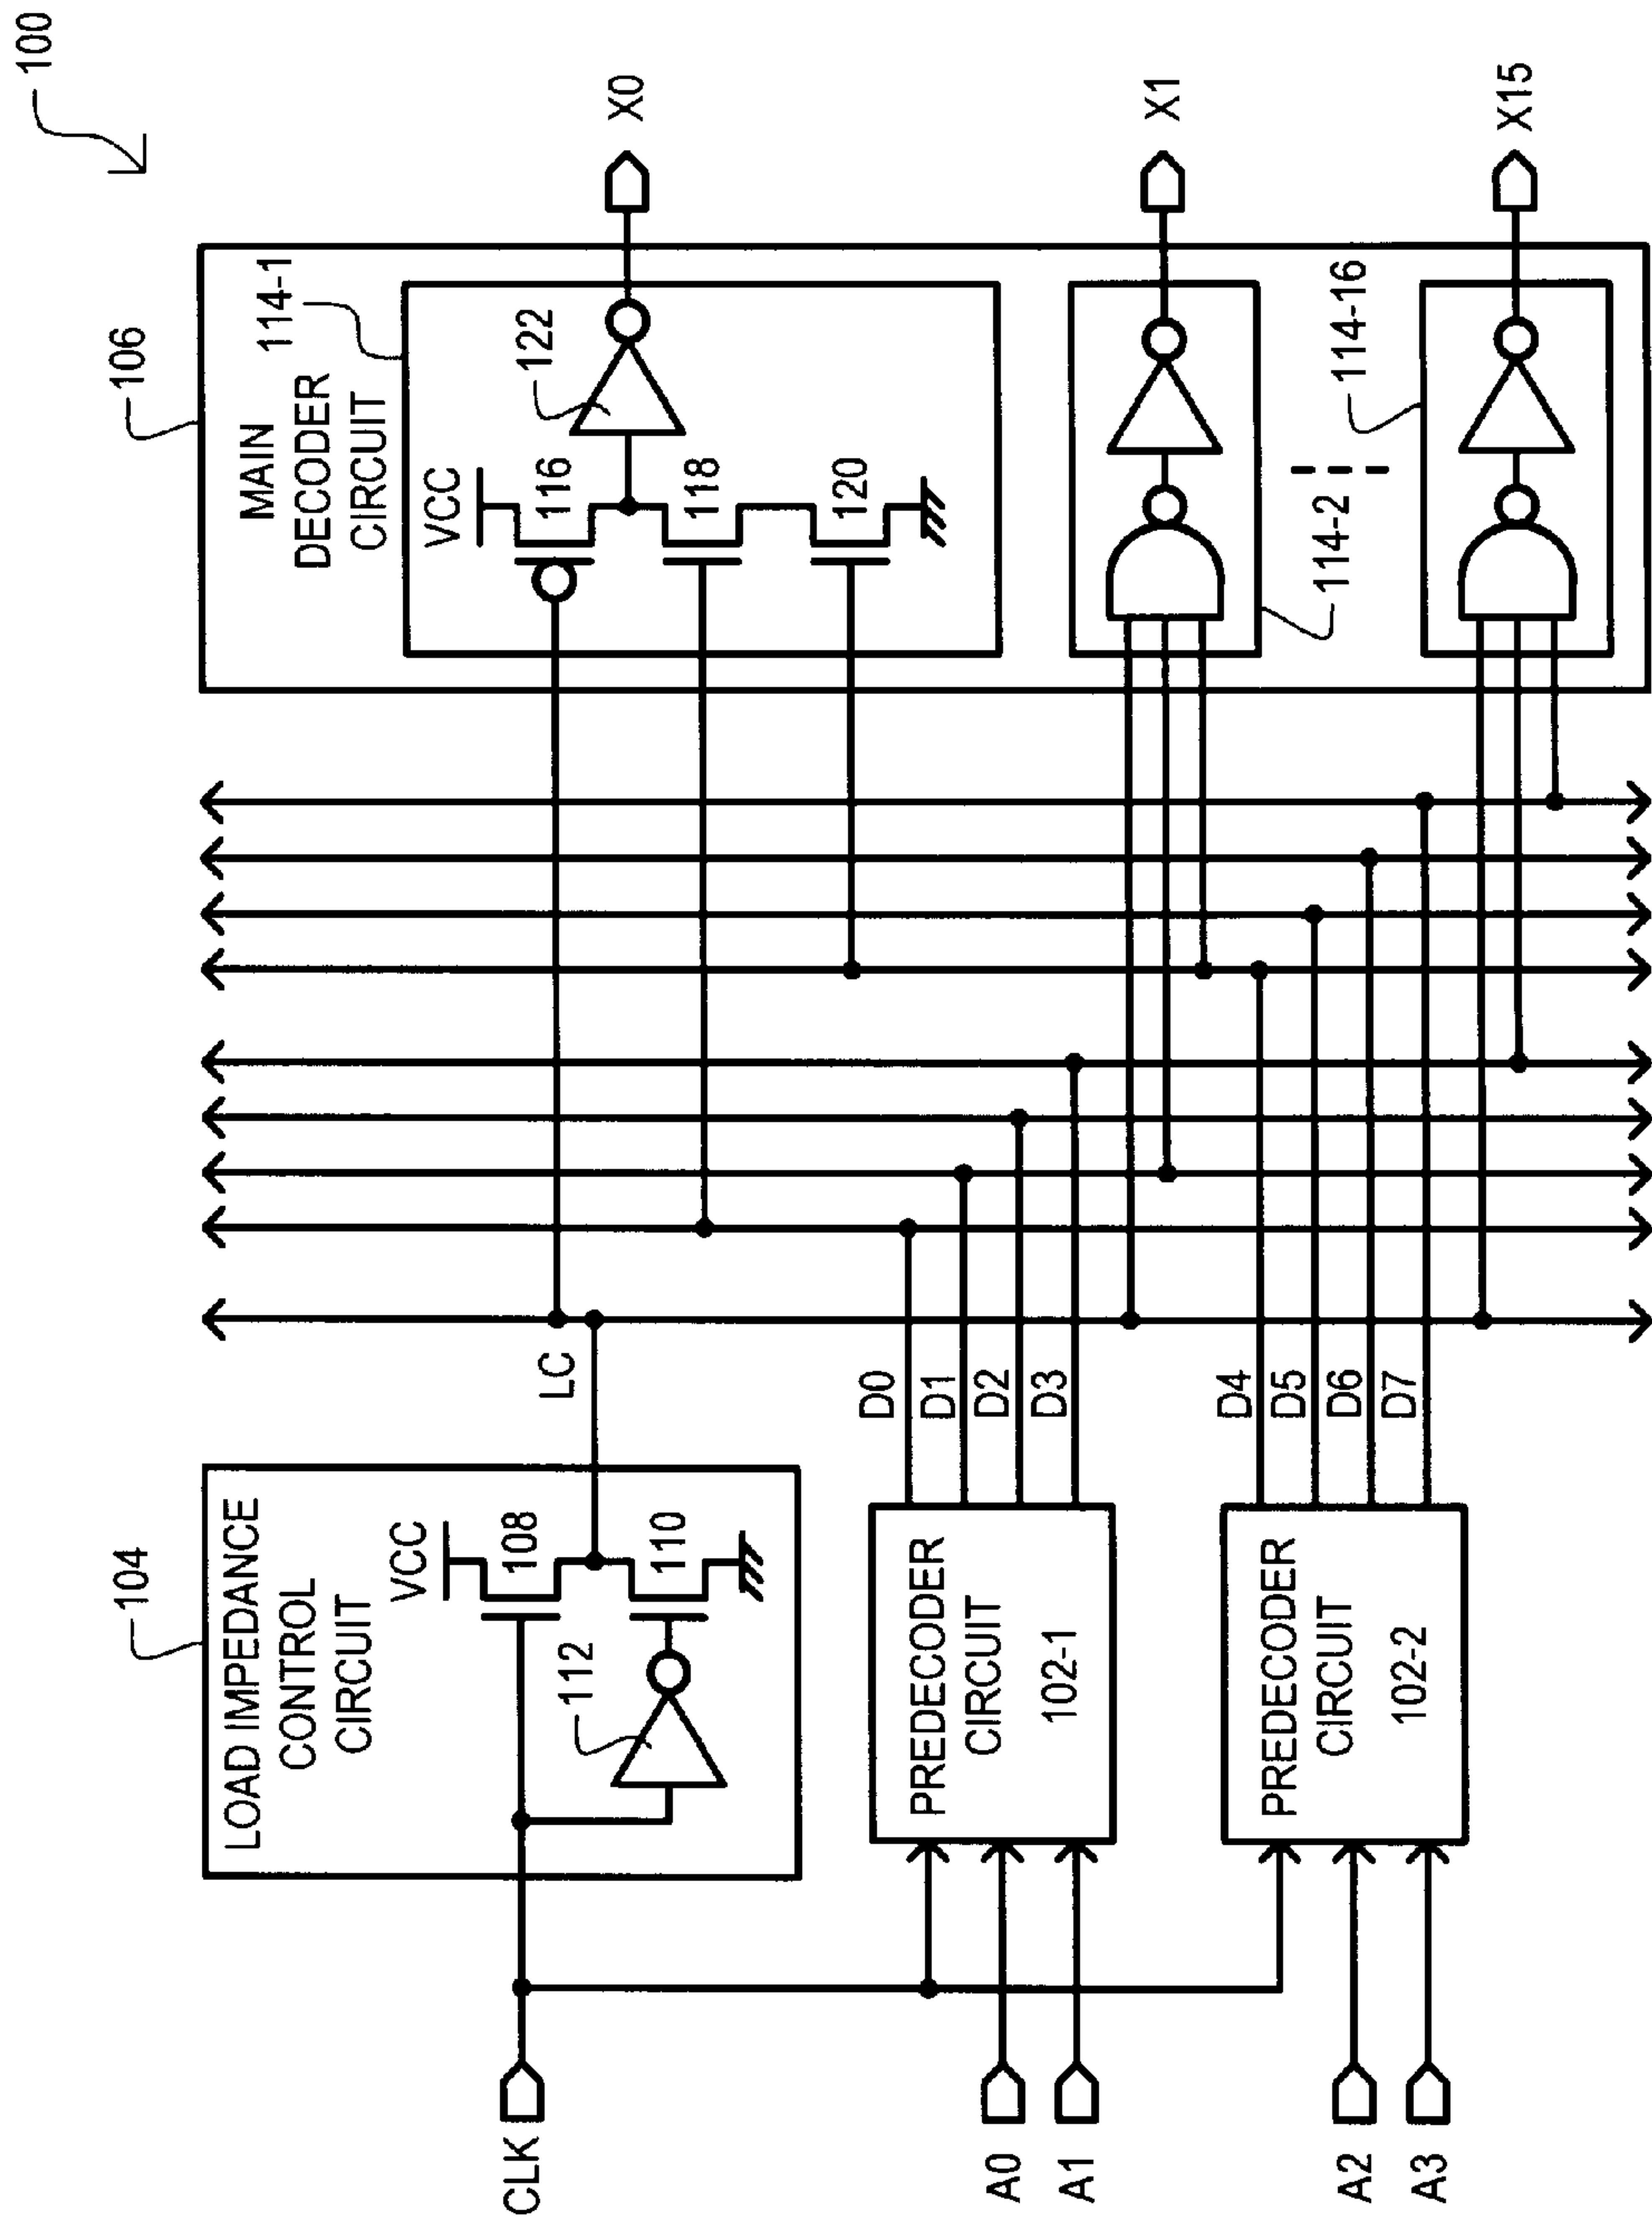 100
106
MAIN
DECODER
CIRCUIT
114-1
VCC
116
118
120
122
X0
114-2
X1
114-16
X15
104
LOAD IMPEDANCE
CONTROL
CIRCUIT
VCC
108
110
112
LC
CLK
PREDECODER
CIRCUIT
102-1
D0
D1
D2
D3
A0
A1
PREDECODER
CIRCUIT
102-2
D4
D5
D6
D7
A2
A3